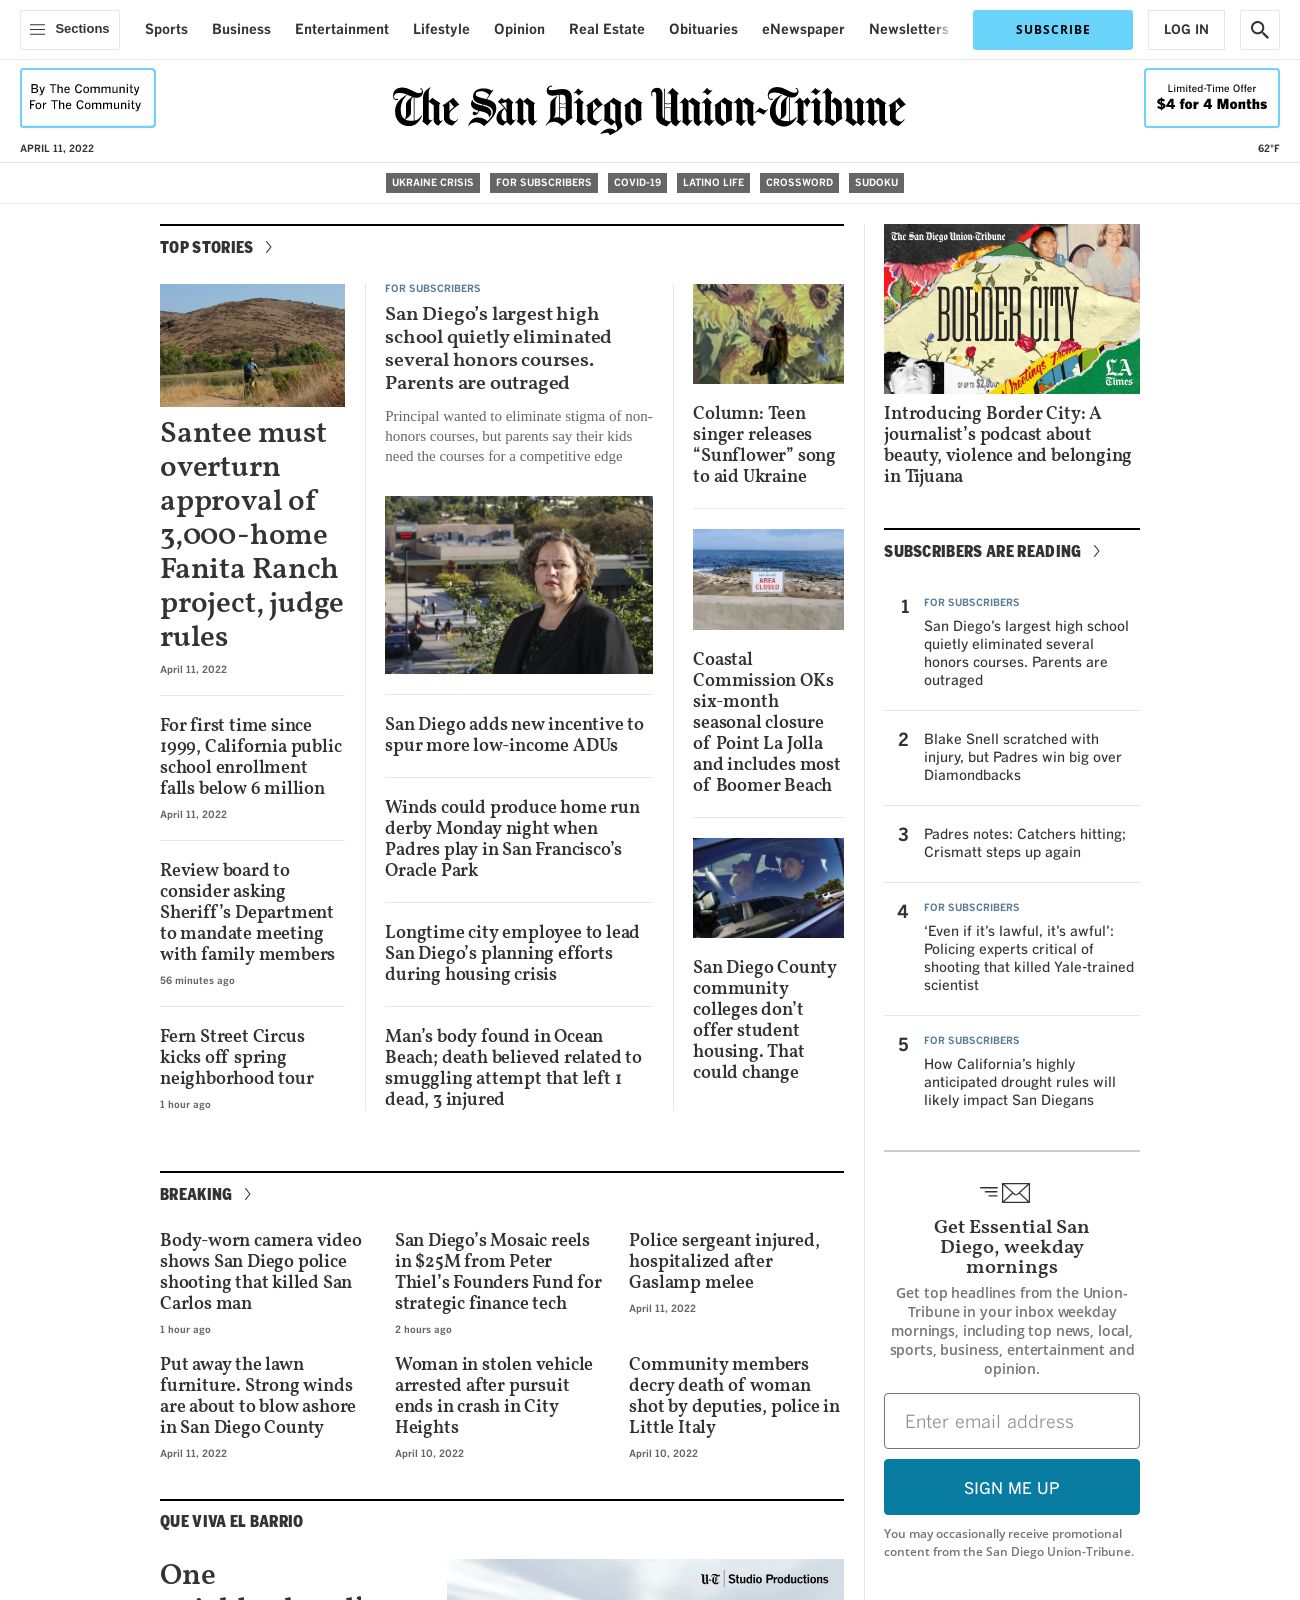 Sections
Sports
Business
Entertainment
Lifestyle
Opinion
Real Estate
Obituaries
eNewspaper
Newsletters
SUBSCRIBE
LOG IN
By The Community
For The Community
The San Diego Union-Tribune
Limited-Time Offer
$4 for 4 Months
APRIL 11, 2022
62°F
UKRAINE CRISIS
FOR SUBSCRIBERS
COVID-19
LATINO LIFE
CROSSWORD
SUDOKU
TOP STORIES
Santee must
overturn
approval of
3,000-home
Fanita Ranch
project, judge
rules
April 11, 2022
For first time since
1999, California public
school enrollment
falls below 6 million
April 11, 2022
Review board to
consider asking
Sheriff’s Department
to mandate meeting
with family members
56 minutes ago
Fern Street Circus
kicks off spring
neighborhood tour
1 hour ago
FOR SUBSCRIBERS
San Diego’s largest high
school quietly eliminated
several honors courses.
Parents are outraged
Principal wanted to eliminate stigma of non-
honors courses, but parents say their kids
need the courses for a competitive edge
San Diego adds new incentive to
spur more low-income ADUs
Winds could produce home run
derby Monday night when
Padres play in San Francisco’s
Oracle Park
Longtime city employee to lead
San Diego’s planning efforts
during housing crisis
Man’s body found in Ocean
Beach; death believed related to
smuggling attempt that left 1
dead, 3 injured
Column: Teen
singer releases
“Sunflower” song
to aid Ukraine
AREA
CLOSED
Coastal
Commission OKs
six-month
seasonal closure
of Point La Jolla
and includes most
of Boomer Beach
San Diego County
community
colleges don’t
offer student
housing. That
could change
The San Diego Union-Tribune
BORDER CITY
Greetings from
LA
Times
Introducing Border City: A
journalist’s podcast about
beauty, violence and belonging
in Tijuana
SUBSCRIBERS ARE READING
1
FOR SUBSCRIBERS
San Diego’s largest high school
quietly eliminated several
honors courses. Parents are
outraged
2
Blake Snell scratched with
injury, but Padres win big over
Diamondbacks
3
Padres notes: Catchers hitting;
Crismatt steps up again
4
FOR SUBSCRIBERS
‘Even if it’s lawful, it’s awful’:
Policing experts critical of
shooting that killed Yale-trained
scientist
5
FOR SUBSCRIBERS
How California’s highly
anticipated drought rules will
likely impact San Diegans
BREAKING
Body-worn camera video
shows San Diego police
shooting that killed San
Carlos man
1 hour ago
San Diego’s Mosaic reels
in $25M from Peter
Thiel’s Founders Fund for
strategic finance tech
2 hours ago
Police sergeant injured,
hospitalized after
Gaslamp melee
April 11, 2022
Put away the lawn
furniture. Strong winds
are about to blow ashore
in San Diego County
April 11, 2022
Woman in stolen vehicle
arrested after pursuit
ends in crash in City
Heights
April 10, 2022
Community members
decry death of woman
shot by deputies, police in
Little Italy
April 10, 2022
Get Essential San
Diego, weekday
mornings
Get top headlines from the Union-
Tribune in your inbox weekday
mornings, including top news, local,
sports, business, entertainment and
opinion.
Enter email address
SIGN ME UP
You may occasionally receive promotional
content from the San Diego Union-Tribune.
QUE VIVA EL BARRIO
One
U-T Studio Productions